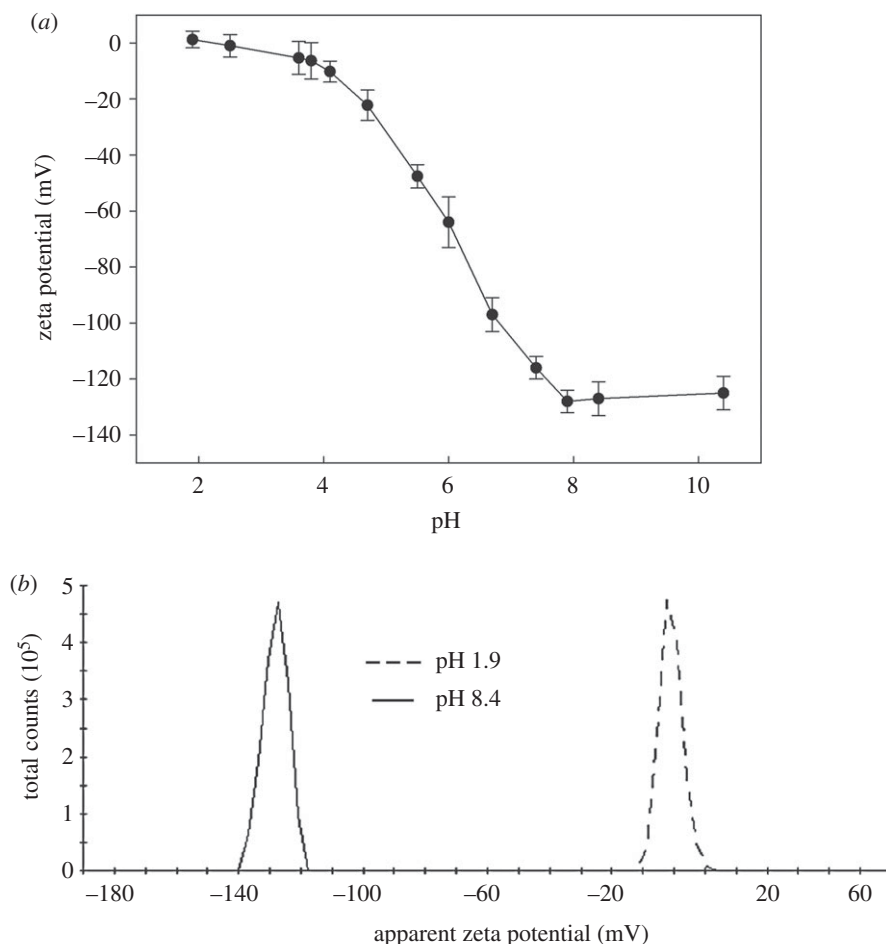 (a)
0
–20
–40
–60
–80
–100
–120
–140
zeta potential (mV)
2 4 6 8 10
pH
(b)
5
4
3
2
1
0
total counts (10⁵)
pH 1.9
pH 8.4
–180 –140 –100 –60 –20 20 60
apparent zeta potential (mV)